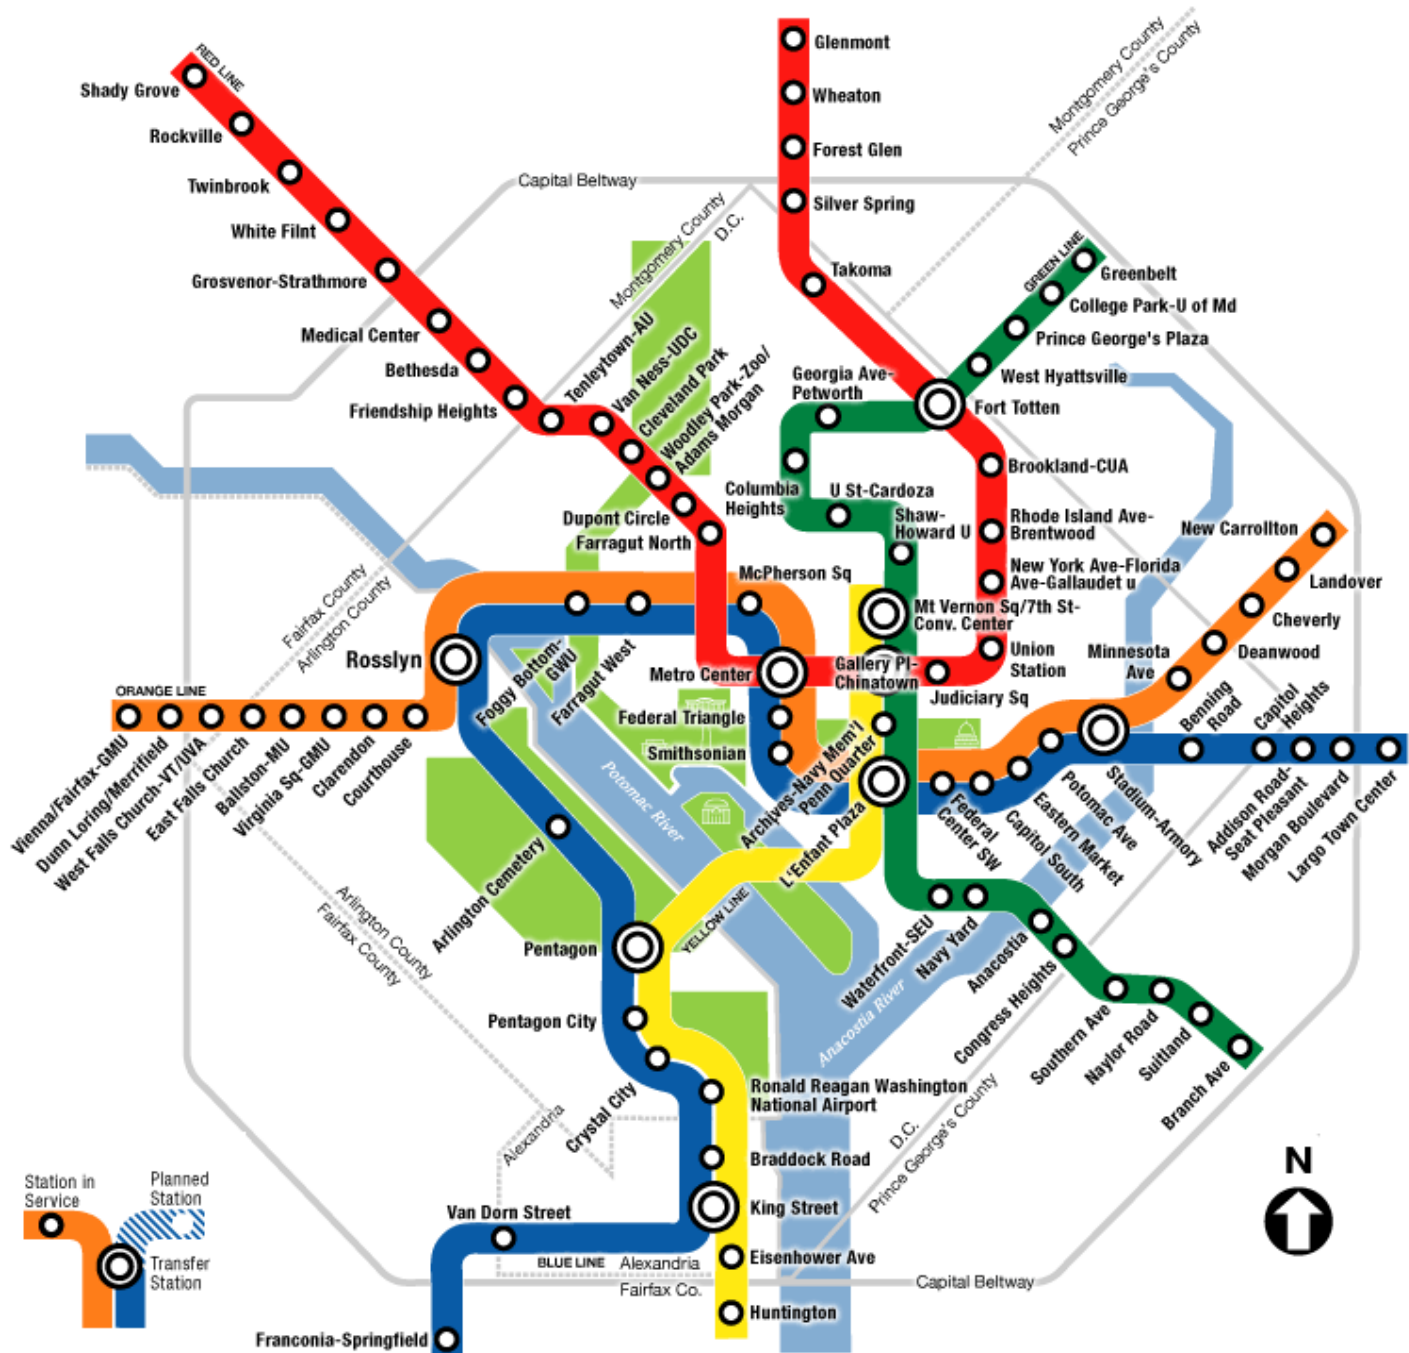 RED LINE
Shady Grove
Rockville
Twinbrook
White Filnt
Grosvenor-Strathmore
Medical Center
Bethesda
Friendship Heights
Tenleytown-AU
Van Ness-UDC
Cleveland Park
Woodley Park-Zoo/
Adams Morgan
Dupont Circle
Farragut North
Glenmont
Wheaton
Forest Glen
Silver Spring
Takoma
Montgomery County
Prince George's County
Capital Beltway
Montgomery County
D.C.
GREEN LINE
Greenbelt
College Park-U of Md
Prince George's Plaza
West Hyattsville
Fort Totten
Georgia Ave-
Petworth
Columbia
Heights
U St-Cardoza
Shaw-
Howard U
Brookland-CUA
Rhode Island Ave-
Brentwood
New York Ave-Florida
Ave-Gallaudet u
Mt Vernon Sq/7th St-
Conv. Center
Union
Station
Gallery Pl-
Chinatown
Judiciary Sq
McPherson Sq
Metro Center
Federal Triangle
Smithsonian
New Carrollton
Landover
Cheverly
Deanwood
Minnesota
Ave
Benning
Road
Capitol
Heights
Addison Road-
Seat Pleasant
Morgan Boulevard
Largo Town Center
Fairfax County
Arlington County
Rosslyn
Foggy Bottom-
GWU
Farragut West
ORANGE LINE
Vienna/Fairfax-GMU
Dunn Loring/Merrifield
West Falls Church-VT/UVA
East Falls Church
Ballston-MU
Virginia Sq-GMU
Clarendon
Courthouse
Potomac River
Archives-Navy Mem'l
Penn Quarter
L'Enfant Plaza
Federal
Center SW
Capitol South
Eastern Market
Potomac Ave
Stadium-Armory
Arlington Cemetery
Arlington County
Fairfax County
Pentagon
YELLOW LINE
Pentagon City
Crystal City
Waterfront-SEU
Navy Yard
Anacostia
Congress Heights
Southern Ave
Naylor Road
Suitland
Branch Ave
Anacostia River
Ronald Reagan Washington
National Airport
Alexandria
Braddock Road
King Street
D.C.
Prince George's County
Van Dorn Street
BLUE LINE
Alexandria
Fairfax Co.
Eisenhower Ave
Huntington
Franconia-Springfield
Capital Beltway
N
Station in
Service
Planned
Station
Transfer
Station